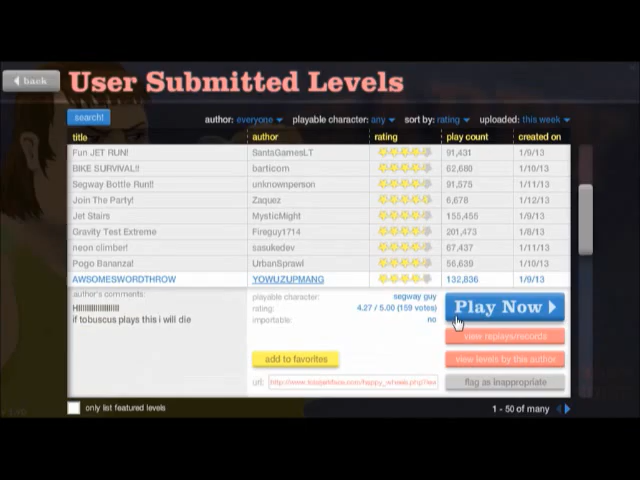 back
User Submitted Levels
search!
author: everyone playable character: any sort by: rating uploaded: this week
title author rating play count created on
Fun JET RUN! SantaGamesLT 91,431 1/9/13
BIKE SURVIVAL!! barticom 62,680 1/10/13
Segway Bottle Run!! unknownperson 91,575 1/11/13
Join The Party! Zaquez 6,678 1/12/13
Jet Stairs MysticMight 155,455 1/9/13
Gravity Test Extreme Fireguy1714 201,473 1/8/13
neon climber! sasukedev 67,437 1/11/13
Pogo Bananza! UrbanSprawl 56,639 1/10/13
AWSOMESWORDTHROW YOWUZUPMANG 132,836 1/9/13
author's comments:
if tobuscus plays this i will die
playable character: segway guy
rating: 4.27 / 5.00 (159 votes)
importable: no
add to favorites
url:
Play Now
view replays/records
view levels by this author
flag as inappropriate
only list featured levels
1 - 50 of many